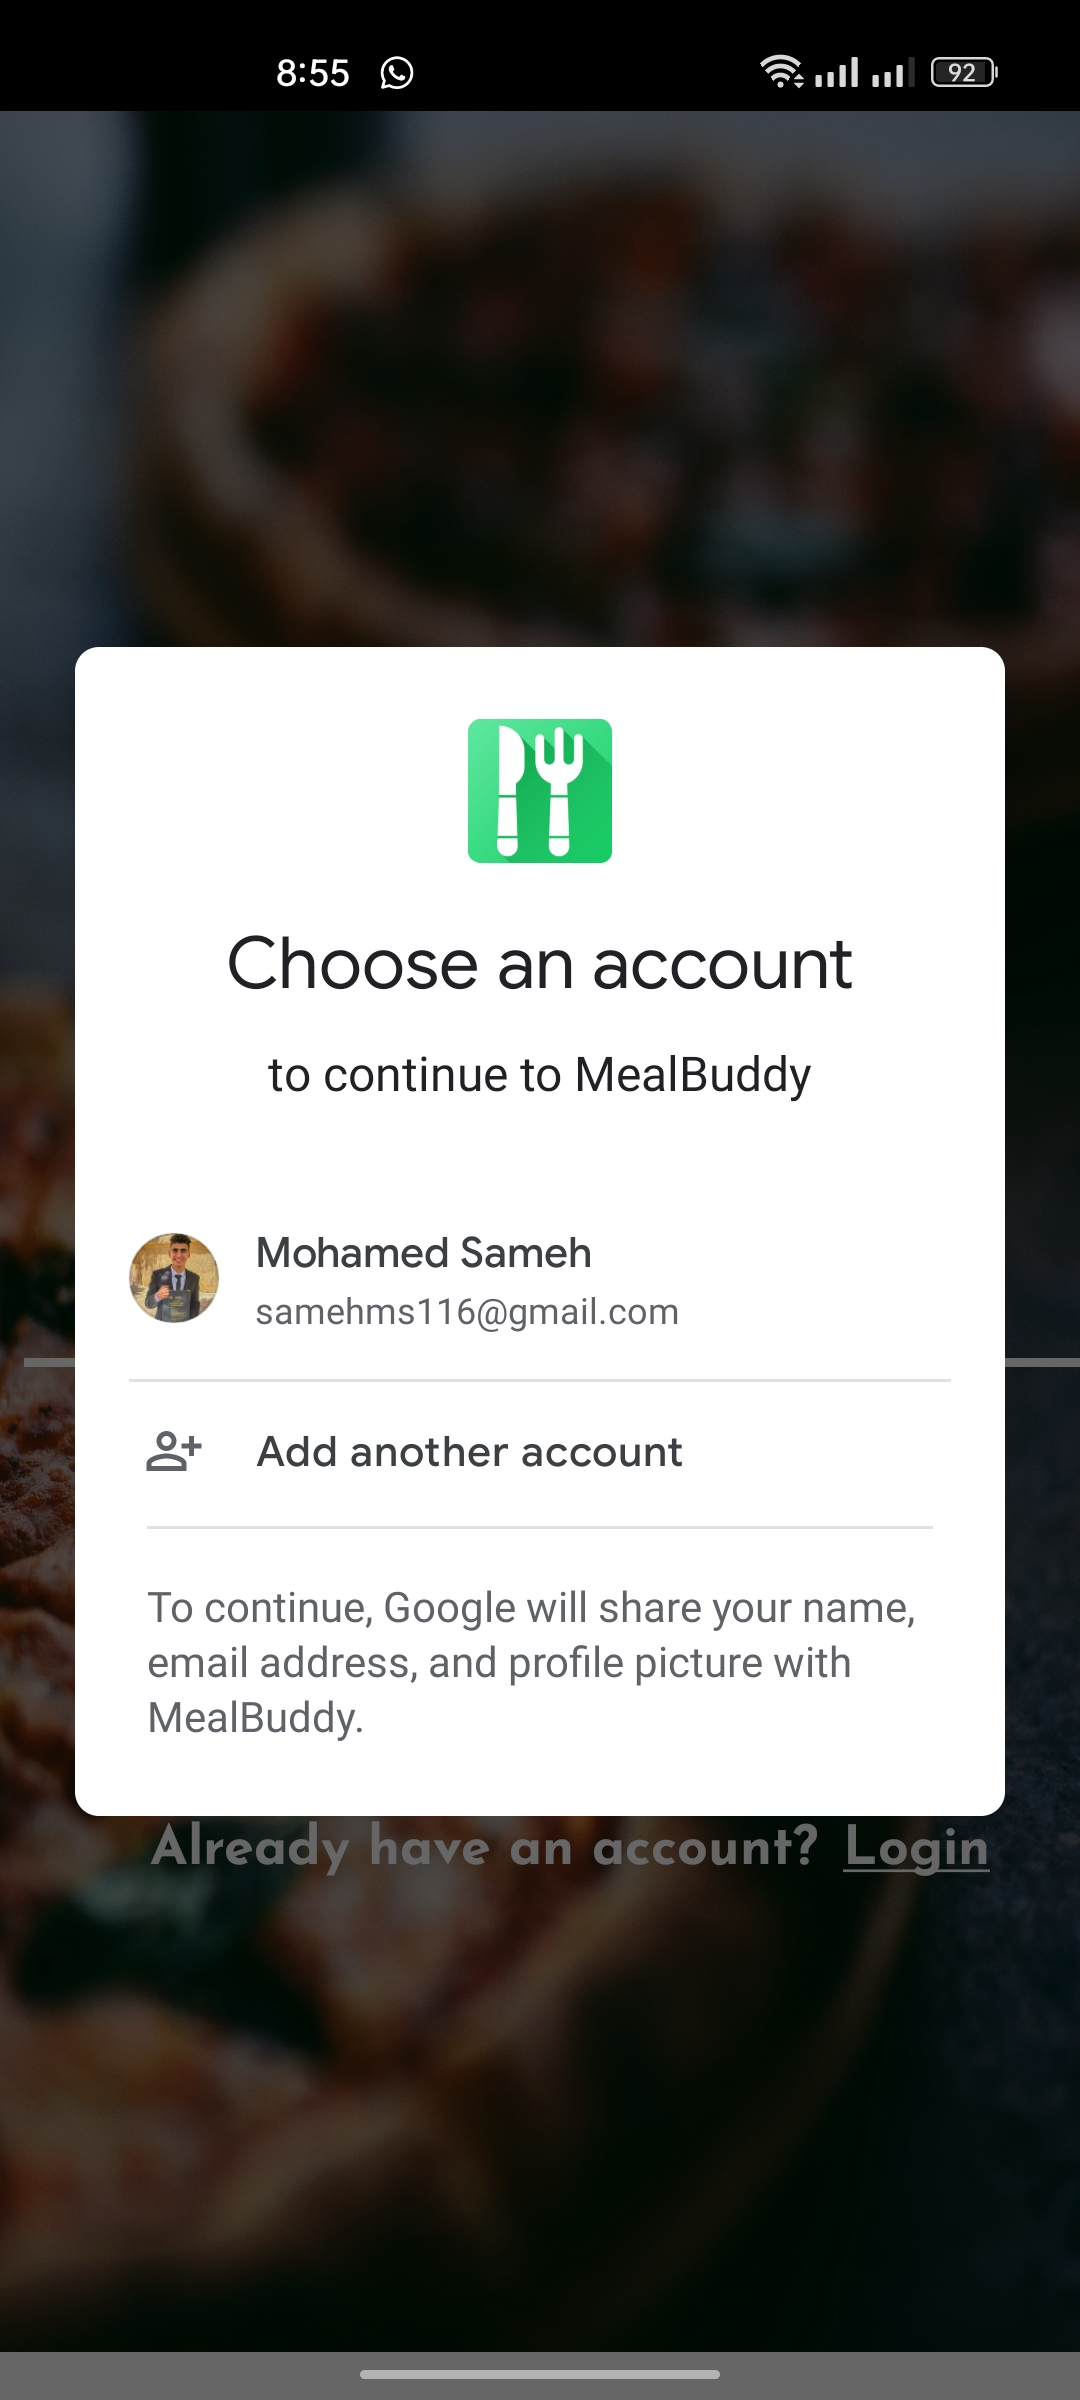 8:55
92
Choose an account
to continue to MealBuddy
Mohamed Sameh
samehms116@gmail.com
Add another account
To continue, Google will share your name,
email address, and profile picture with
MealBuddy.
Already have an account? Login